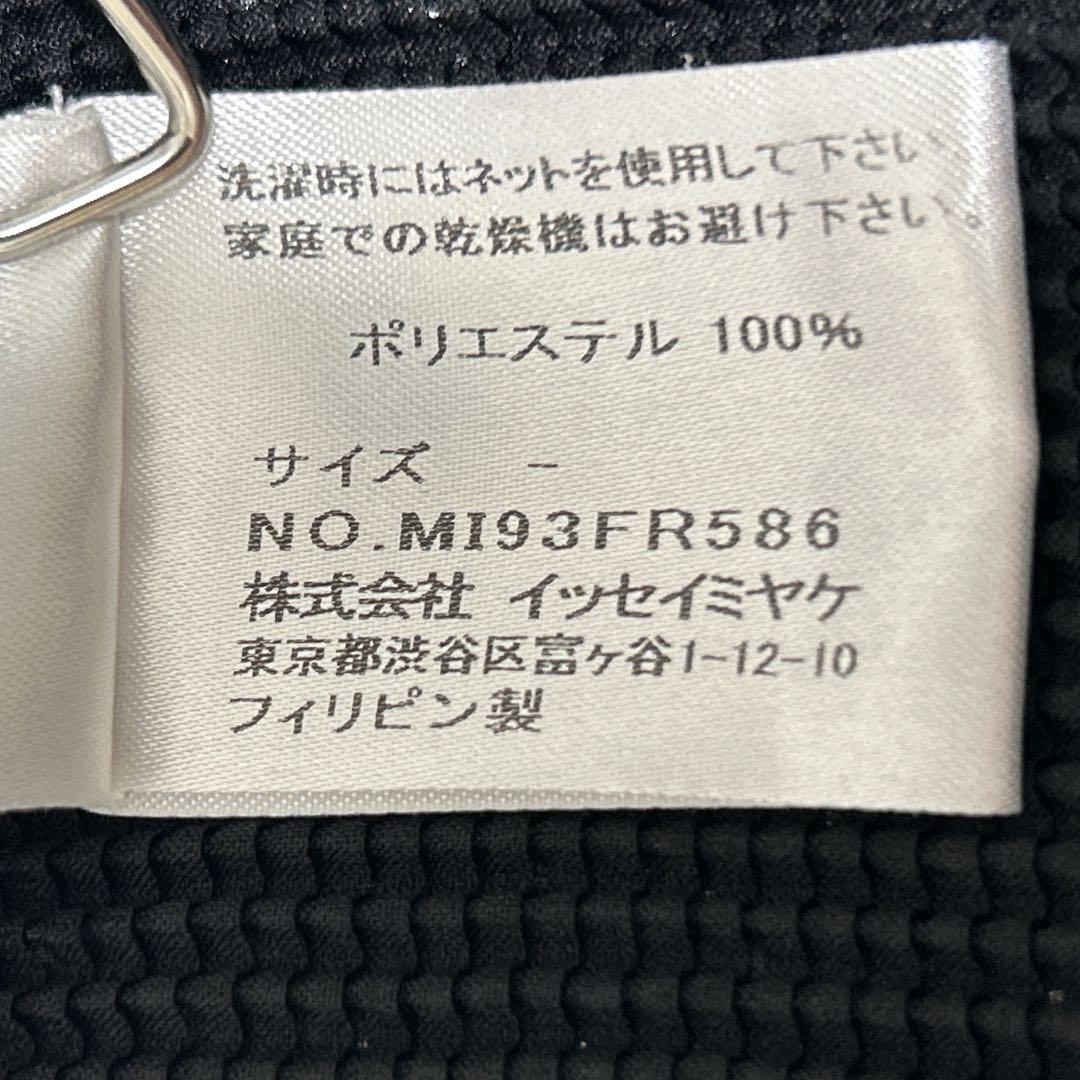 洗濯時にはネットを使用して下さい
家庭での乾燥機はお避け下さい。
ポリエステル 100%
サイズ -
NO.MI93FR586
株式会社 イッセイミヤケ
東京都渋谷区富ヶ谷1-12-10
フィリピン製